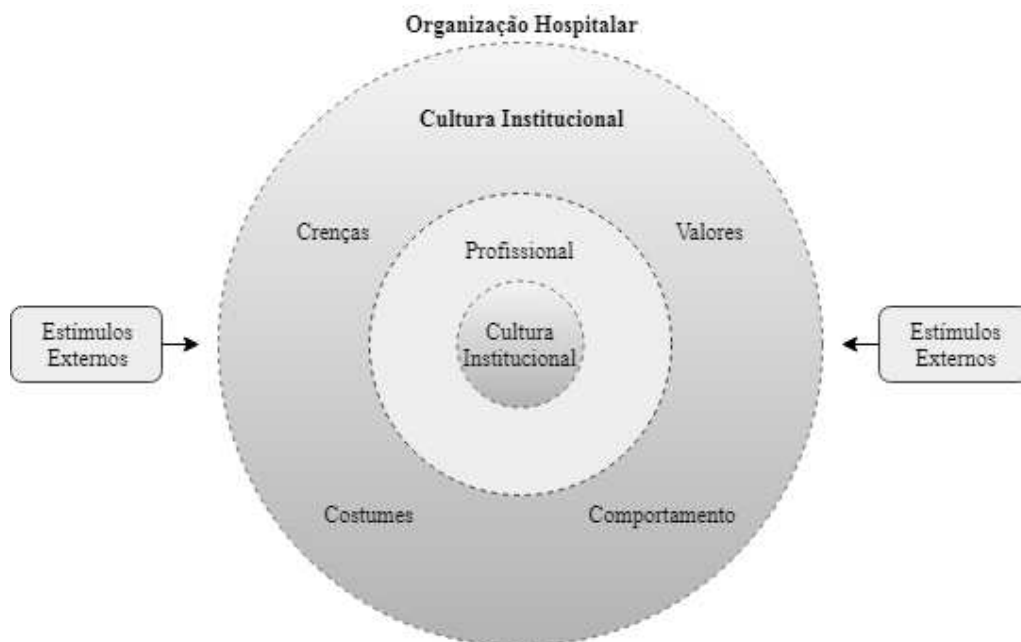 Organização Hospitalar
Cultura Institucional
Crenças
Valores
Profissional
Estímulos
Externos
Cultura
Institucional
Estímulos
Externos
Costumes
Comportamento